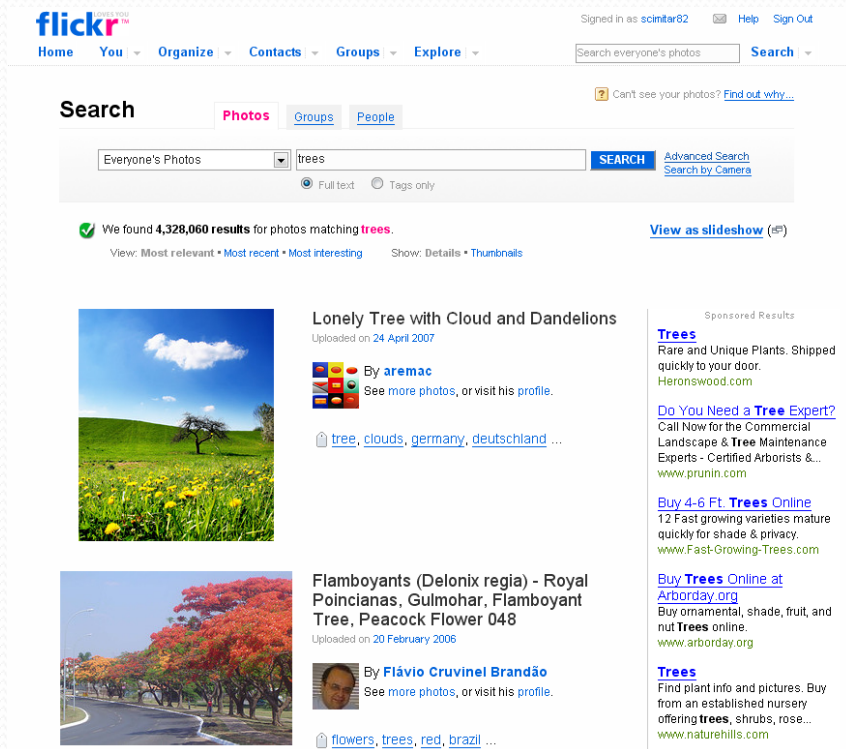 flickr LOVES YOU ™
Signed in as scimitar82 Help Sign Out
Home You Organize Contacts Groups Explore
Search everyone's photos Search
? Can't see your photos? Find out why...
Search Photos Groups People
Everyone's Photos trees SEARCH Advanced Search
Search by Camera
Full text Tags only
We found 4,328,060 results for photos matching trees.
View as slideshow ( )
View: Most relevant • Most recent • Most interesting Show: Details • Thumbnails
Lonely Tree with Cloud and Dandelions
Uploaded on 24 April 2007
By aremac
See more photos, or visit his profile.
tree, clouds, germany, deutschland ...
Flamboyants (Delonix regia) - Royal
Poincianas, Gulmohar, Flamboyant
Tree, Peacock Flower 048
Uploaded on 20 February 2006
By Flávio Cruvinel Brandão
See more photos, or visit his profile.
flowers, trees, red, brazil ...
Sponsored Results
Trees
Rare and Unique Plants. Shipped
quickly to your door.
Heronswood.com
Do You Need a Tree Expert?
Call Now for the Commercial
Landscape & Tree Maintenance
Experts - Certified Arborists &...
www.prunin.com
Buy 4-6 Ft. Trees Online
12 Fast growing varieties mature
quickly for shade & privacy.
www.Fast-Growing-Trees.com
Buy Trees Online at
Arborday.org
Buy ornamental, shade, fruit, and
nut Trees online.
www.arborday.org
Trees
Find plant info and pictures. Buy
from an established nursery
offering trees, shrubs, rose...
www.naturehills.com